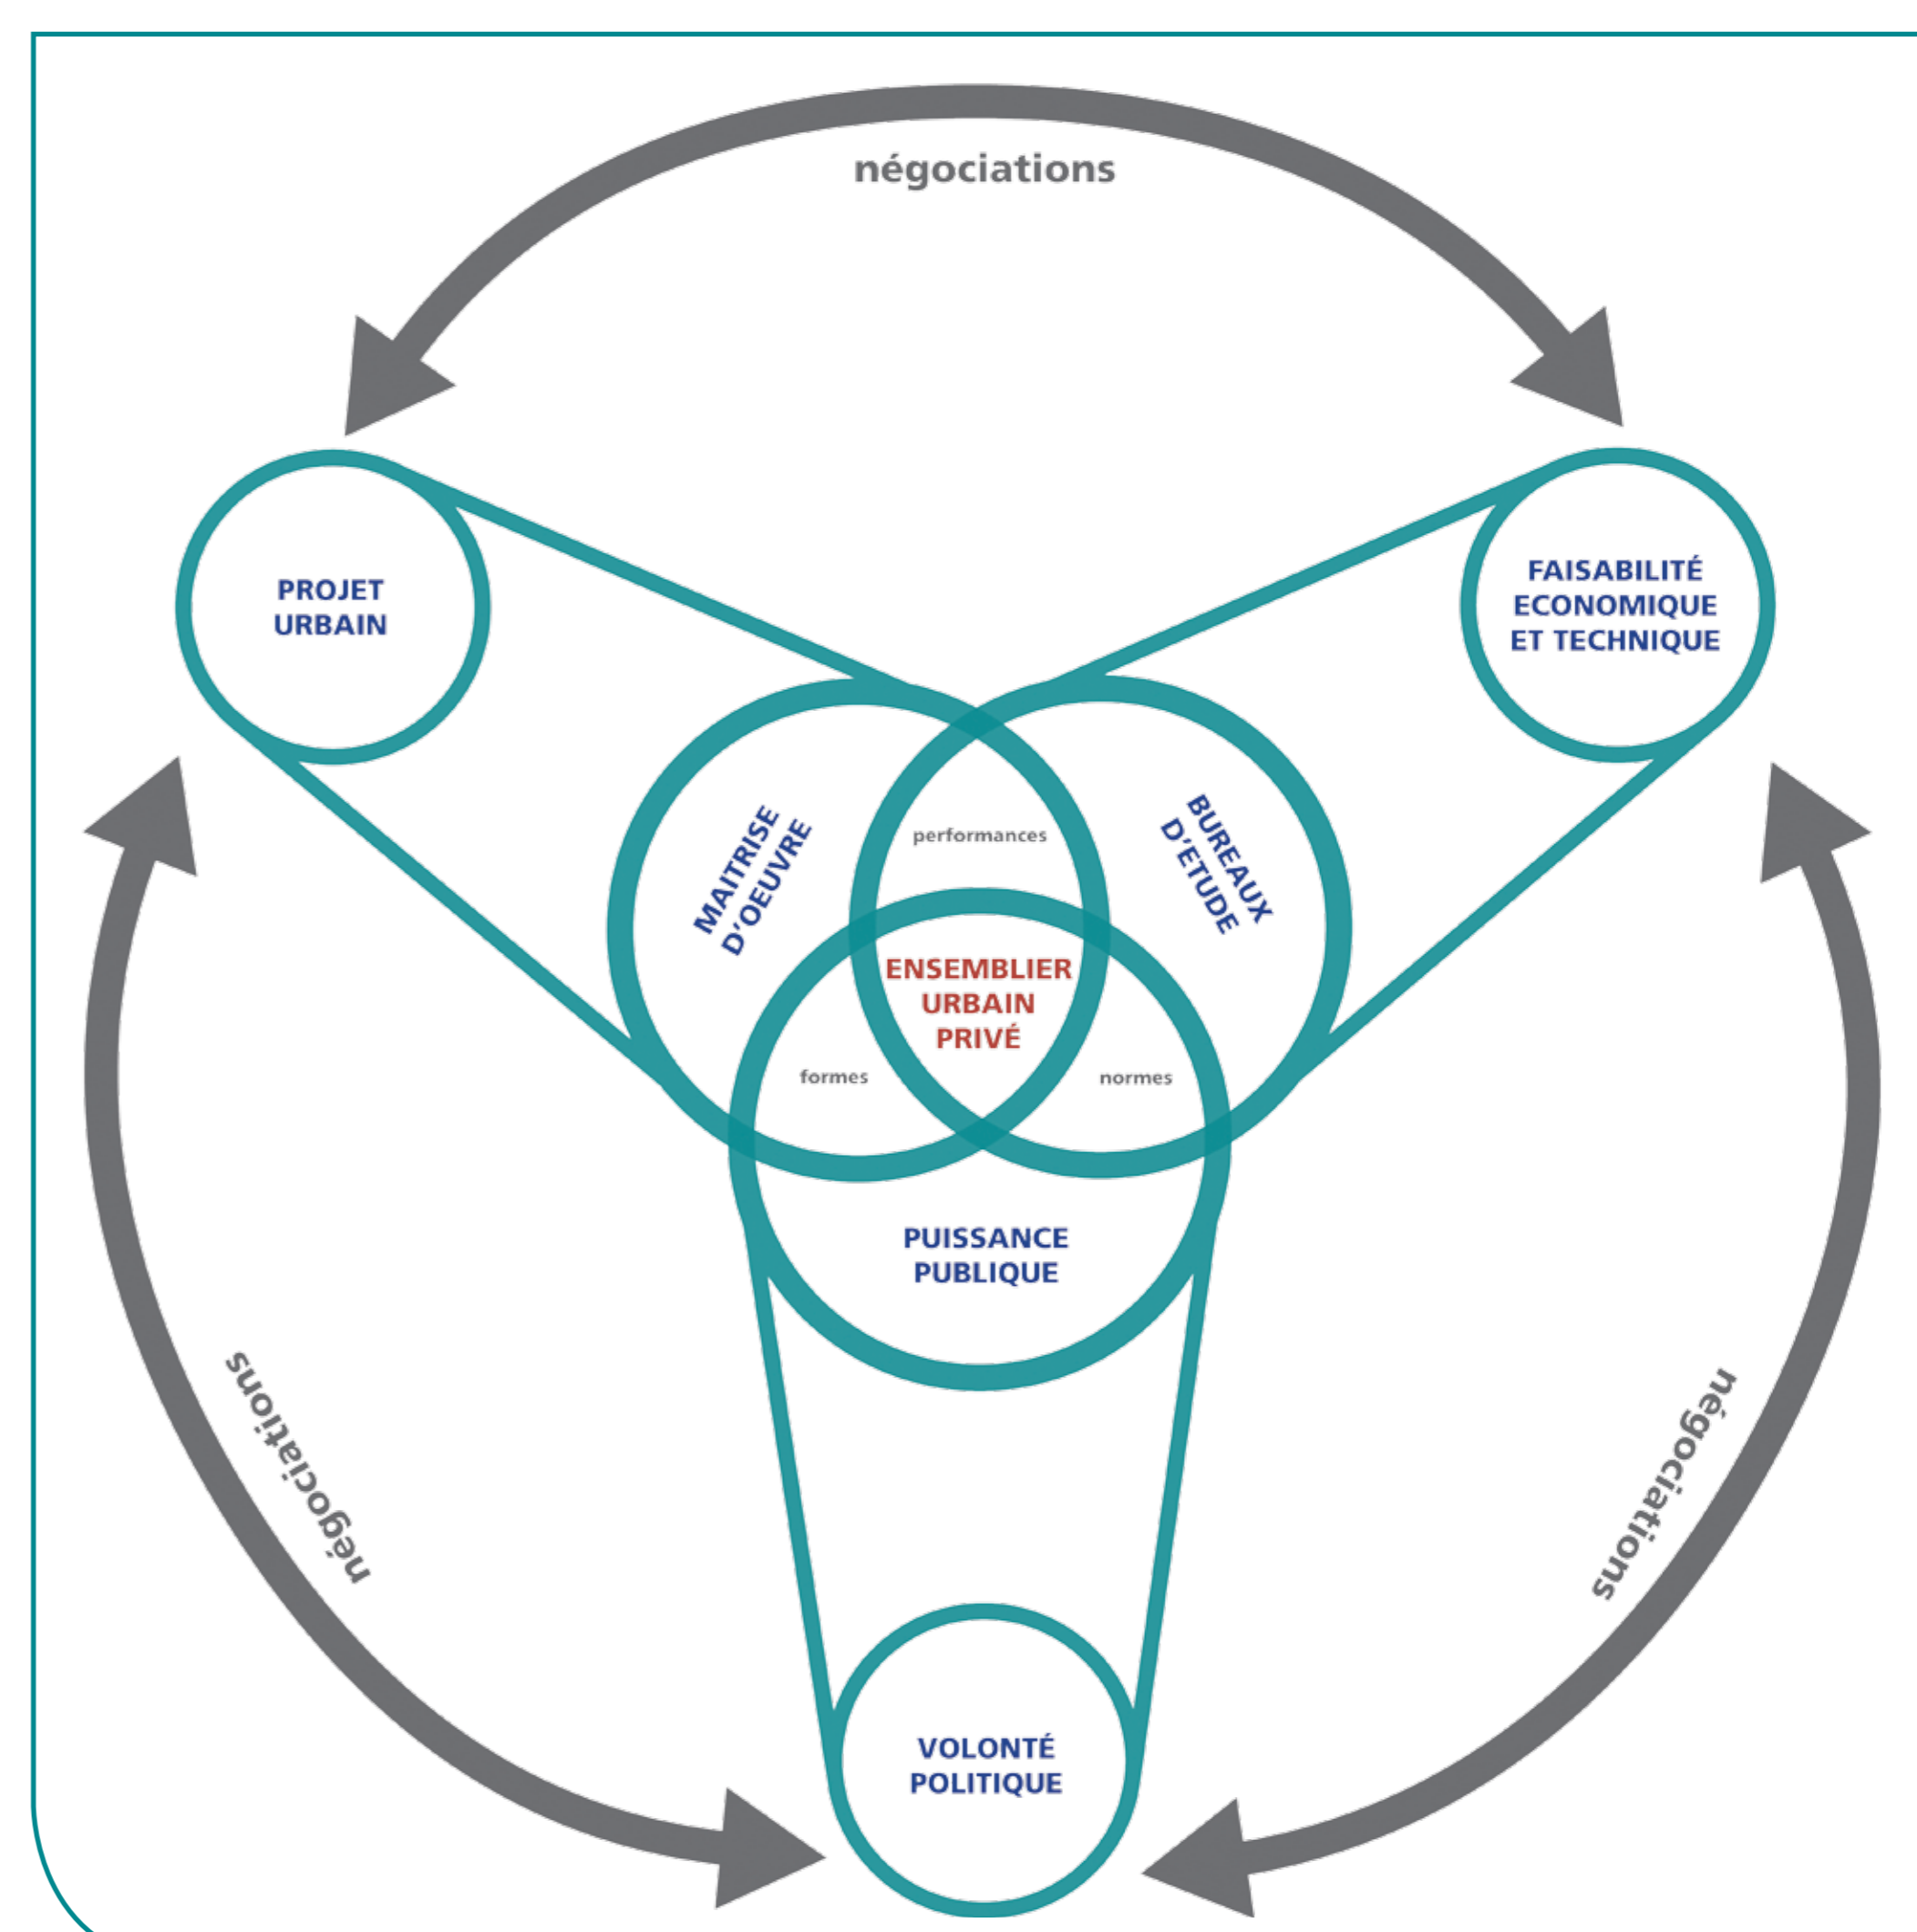 négociations
PROJET
URBAIN
FAISABILITÉ
ECONOMIQUE
ET TECHNIQUE
MAITRISE
D'OEUVRE
performances
BUREAUX
D'ETUDE
ENSEMBLIER
URBAIN
PRIVÉ
formes
normes
PUISSANCE
PUBLIQUE
négociations
négociations
VOLONTÉ
POLITIQUE